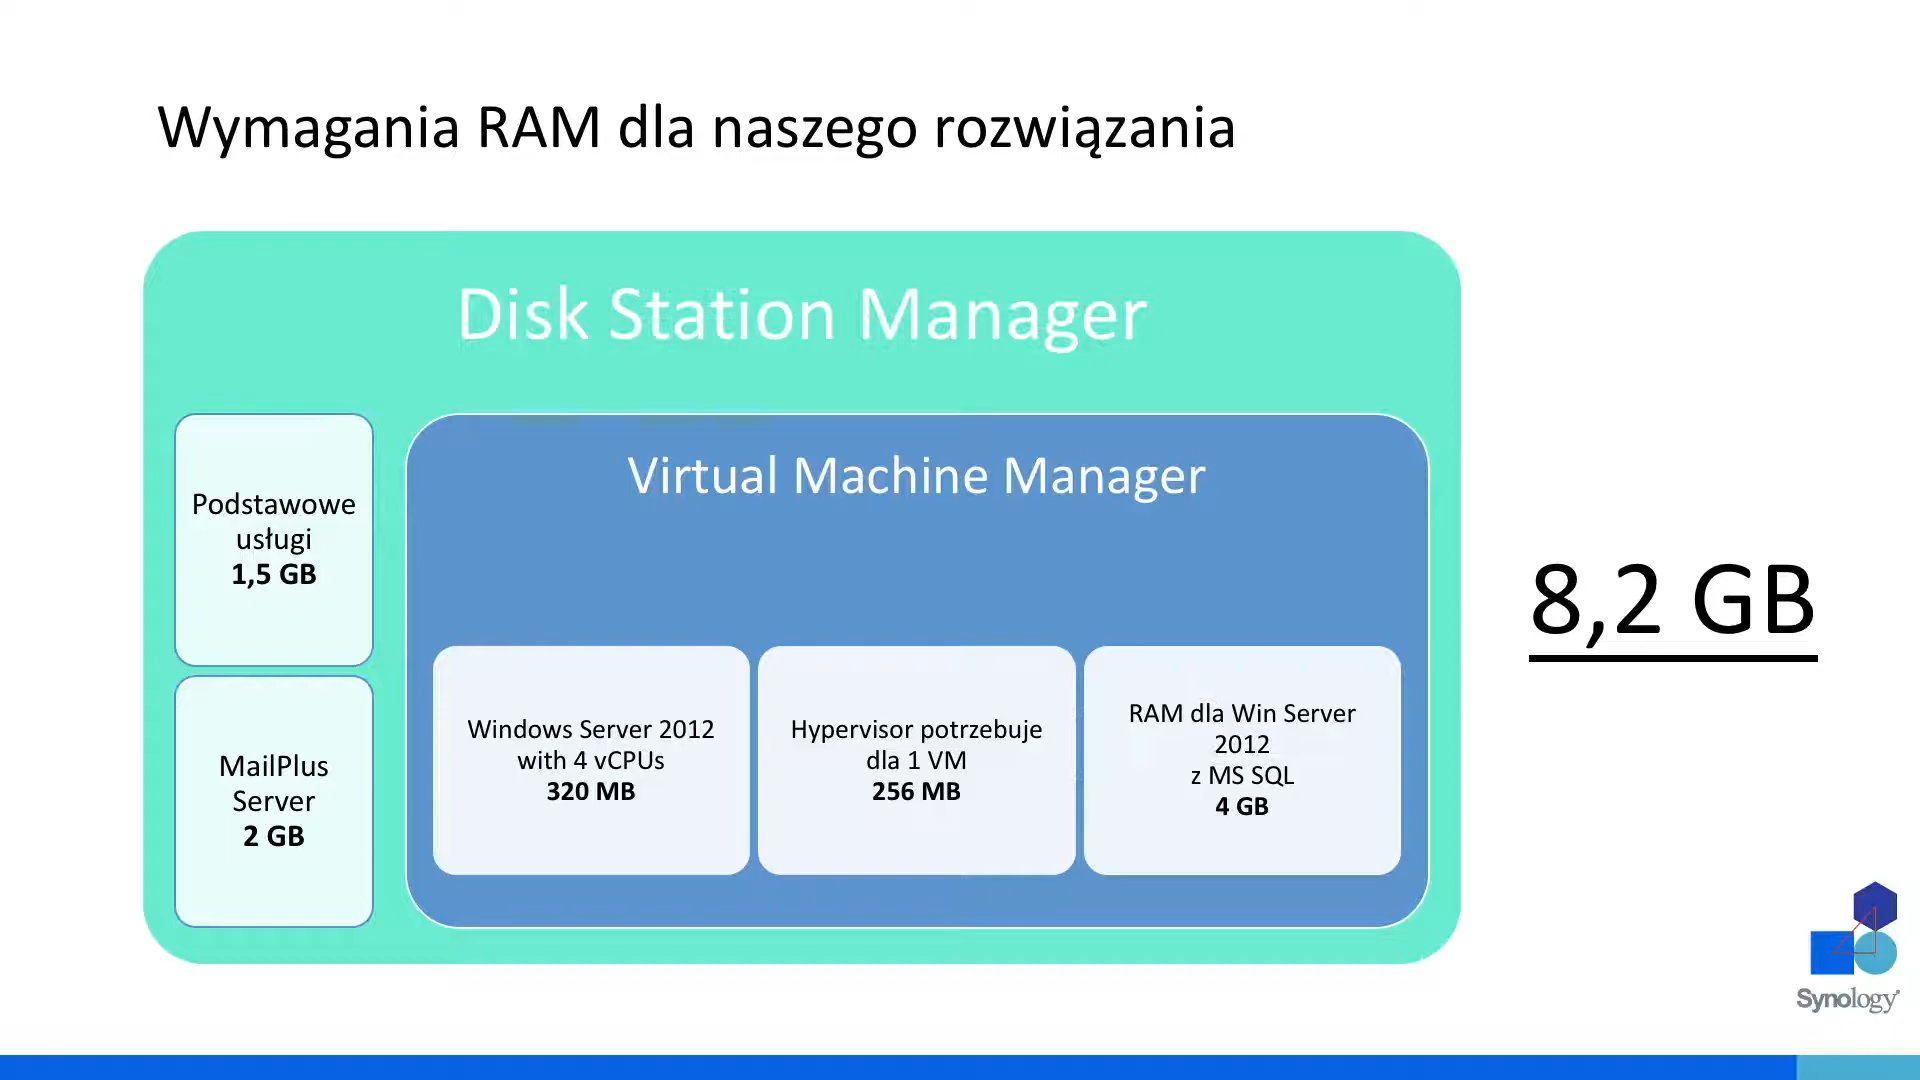 Wymagania RAM dla naszego rozwiązania
Disk Station Manager
Podstawowe
usługi
1,5 GB
MailPlus
Server
2 GB
Virtual Machine Manager
Windows Server 2012
with 4 vCPUs
320 MB
Hypervisor potrzebuje
dla 1 VM
256 MB
RAM dla Win Server
2012
z MS SQL
4 GB
8,2 GB
Synology